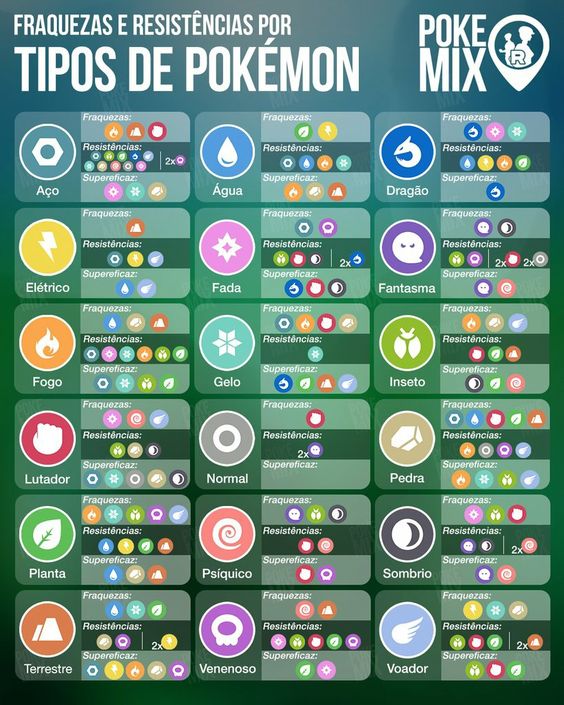 FRAQUEZAS E RESISTÊNCIAS POR
TIPOS DE POKÉMON
POKE
MIX
R
Fraquezas:
Resistências:
2x
Supereficaz:
Aço
Fraquezas:
Resistências:
Supereficaz:
Água
Fraquezas:
Resistências:
Supereficaz:
Dragão
Fraquezas:
Resistências:
Supereficaz:
Elétrico
Fraquezas:
Resistências:
2x
Supereficaz:
Fada
Fraquezas:
Resistências:
2x 2x
Supereficaz:
Fantasma
Fraquezas:
Resistências:
Supereficaz:
Fogo
Fraquezas:
Resistências:
Supereficaz:
Gelo
Fraquezas:
Resistências:
Supereficaz:
Inseto
Fraquezas:
Resistências:
Supereficaz:
Lutador
Fraquezas:
Resistências:
2x
Supereficaz:
Normal
Fraquezas:
Resistências:
Supereficaz:
Pedra
Fraquezas:
Resistências:
Supereficaz:
Planta
Fraquezas:
Resistências:
Supereficaz:
Psíquico
Fraquezas:
Resistências:
2x
Supereficaz:
Sombrio
Fraquezas:
Resistências:
2x
Supereficaz:
Terrestre
Fraquezas:
Resistências:
Supereficaz:
Venenoso
Fraquezas:
Resistências:
2x
Supereficaz:
Voador